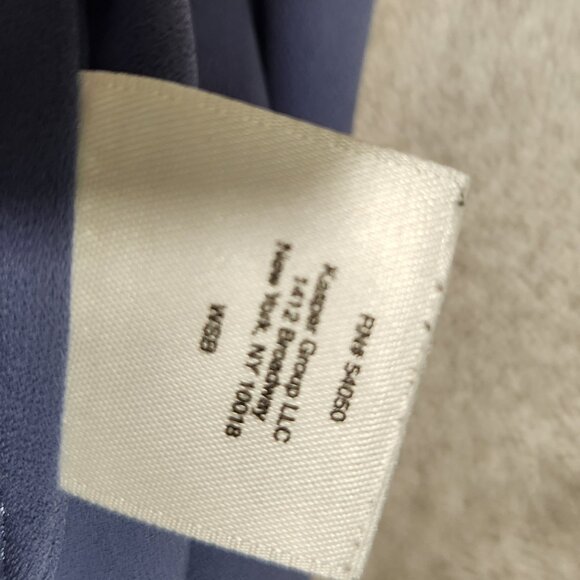 RN# 54050
Kasper Group LLC
1412 Broadway
New York, NY 10018
WSB